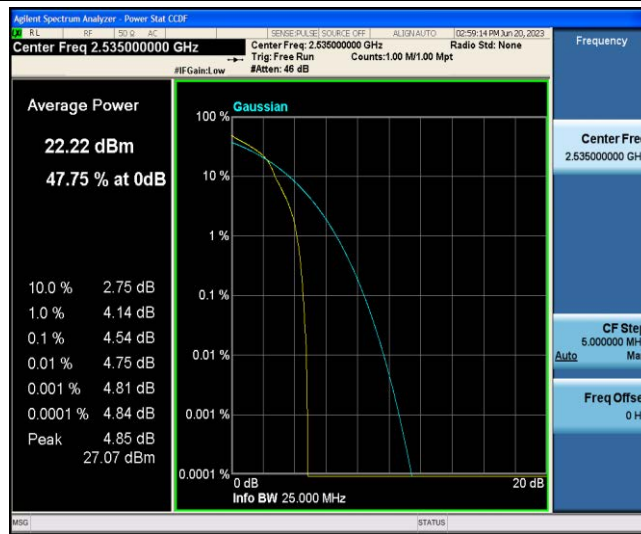 Agilent Spectrum Analyzer - Power Stat CCDF
RL RF 50 Ω AC SENSE:PULSE SOURCE OFF ALIGN AUTO 02:59:14 PM Jun 20, 2023
Center Freq 2.535000000 GHz
Center Freq: 2.535000000 GHz Radio Std: None
Trig: Free Run Counts:1.00 M/1.00 Mpt
#IFGain:Low #Atten: 46 dB
Frequency
Average Power
22.22 dBm
47.75 % at 0dB
10.0 % 2.75 dB
1.0 % 4.14 dB
0.1 % 4.54 dB
0.01 % 4.75 dB
0.001 % 4.81 dB
0.0001 % 4.84 dB
Peak 4.85 dB
27.07 dBm
Gaussian
100 %
10 %
1 %
0.1 %
0.01 %
0.001 %
0.0001 %
0 dB 20 dB
Info BW 25.000 MHz
Center Fre
2.535000000 GH
CF Step
5.000000 MH
Auto Ma
Freq Offse
0 H
MSG STATUS